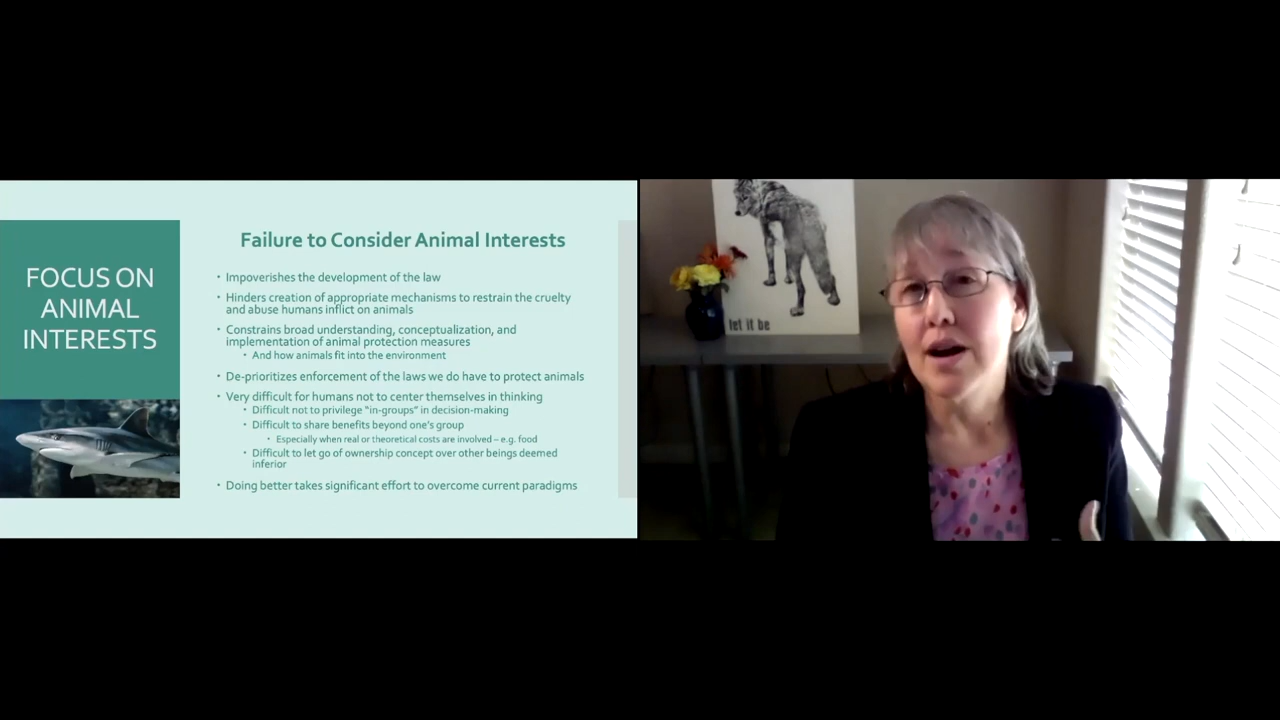 FOCUS ON
ANIMAL
INTERESTS
Failure to Consider Animal Interests
• Impoverishes the development of the law
• Hinders creation of appropriate mechanisms to restrain the cruelty
and abuse humans inflict on animals
• Constrains broad understanding, conceptualization, and
implementation of animal protection measures
• And how animals fit into the environment
• De-prioritizes enforcement of the laws we do have to protect animals
• Very difficult for humans not to center themselves in thinking
• Difficult not to privilege “in-groups” in decision-making
• Difficult to share benefits beyond one’s group
• Especially when real or theoretical costs are involved – e.g. food
• Difficult to let go of ownership concept over other beings deemed
inferior
• Doing better takes significant effort to overcome current paradigms
let it be